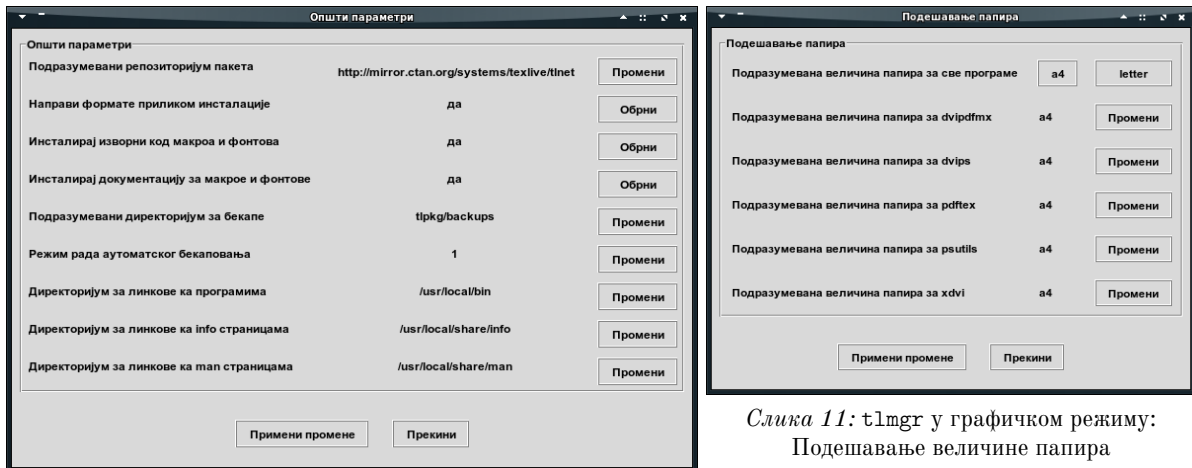 Општи параметри
Општи параметри
Подразумевани репозиторијум пакета http://mirror.ctan.org/systems/texlive/tlnet Промени
Направи формате приликом инсталације да Обрни
Инсталирај изворни код макроа и фонтова да Обрни
Инсталирај документацију за макрое и фонтове да Обрни
Подразумевани директоријум за бекапе tlpkg/backups Промени
Режим рада аутоматског бекаповања 1 Промени
Директоријум за линкове ка програмима /usr/local/bin Промени
Директоријум за линкове ка info страницама /usr/local/share/info Промени
Директоријум за линкове ка man страницама /usr/local/share/man Промени
Примени промене Прекини
Подешавање папира
Подешавање папира
Подразумевана величина папира за све програме a4 letter
Подразумевана величина папира за dvipdfmx a4 Промени
Подразумевана величина папира за dvips a4 Промени
Подразумевана величина папира за pdftex a4 Промени
Подразумевана величина папира за psutils a4 Промени
Подразумевана величина папира за xdvi a4 Промени
Примени промене Прекини
Слика 11: tlmgr у графичком режиму:
Подешавање величине папира